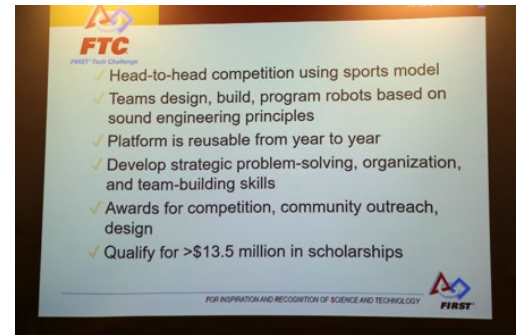 FTC
FIRST Tech Challenge
Head-to-head competition using sports model
Teams design, build, program robots based on
sound engineering principles
Platform is reusable from year to year
Develop strategic problem-solving, organization,
and team-building skills
Awards for competition, community outreach,
design
Qualify for >$13.5 million in scholarships
FOR INSPIRATION AND RECOGNITION OF SCIENCE AND TECHNOLOGY
FIRST